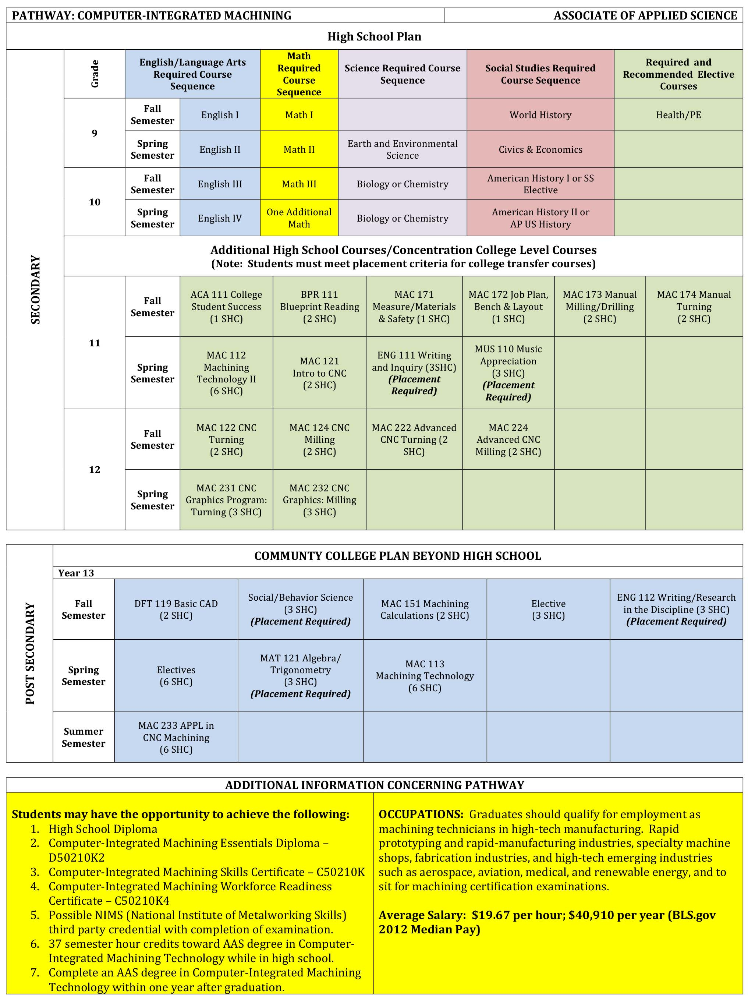 PATHWAY: COMPUTER-INTEGRATED MACHINING
ASSOCIATE OF APPLIED SCIENCE
High School Plan
SECONDARY
Grade
English/Language Arts
Required Course
Sequence
Math
Required
Course
Sequence
Science Required Course
Sequence
Social Studies Required
Course Sequence
Required and
Recommended Elective
Courses
9
Fall
Semester
English I
Math I
World History
Health/PE
Spring
Semester
English II
Math II
Earth and Environmental
Science
Civics & Economics
10
Fall
Semester
English III
Math III
Biology or Chemistry
American History I or SS
Elective
Spring
Semester
English IV
One Additional
Math
Biology or Chemistry
American History II or
AP US History
Additional High School Courses/Concentration College Level Courses
(Note: Students must meet placement criteria for college transfer courses)
11
Fall
Semester
ACA 111 College
Student Success
(1 SHC)
BPR 111
Blueprint Reading
(2 SHC)
MAC 171
Measure/Materials
& Safety (1 SHC)
MAC 172 Job Plan,
Bench & Layout
(1 SHC)
MAC 173 Manual
Milling/Drilling
(2 SHC)
MAC 174 Manual
Turning
(2 SHC)
Spring
Semester
MAC 112
Machining
Technology II
(6 SHC)
MAC 121
Intro to CNC
(2 SHC)
ENG 111 Writing
and Inquiry (3SHC)
(Placement
Required)
MUS 110 Music
Appreciation
(3 SHC)
(Placement
Required)
12
Fall
Semester
MAC 122 CNC
Turning
(2 SHC)
MAC 124 CNC
Milling
(2 SHC)
MAC 222 Advanced
CNC Turning (2
SHC)
MAC 224
Advanced CNC
Milling (2 SHC)
Spring
Semester
MAC 231 CNC
Graphics Program:
Turning (3 SHC)
MAC 232 CNC
Graphics: Milling
(3 SHC)
POST SECONDARY
COMMUNTY COLLEGE PLAN BEYOND HIGH SCHOOL
Year 13
Fall
Semester
DFT 119 Basic CAD
(2 SHC)
Social/Behavior Science
(3 SHC)
(Placement Required)
MAC 151 Machining
Calculations (2 SHC)
Elective
(3 SHC)
ENG 112 Writing/Research
in the Discipline (3 SHC)
(Placement Required)
Spring
Semester
Electives
(6 SHC)
MAT 121 Algebra/
Trigonometry
(3 SHC)
(Placement Required)
MAC 113
Machining Technology
(6 SHC)
Summer
Semester
MAC 233 APPL in
CNC Machining
(6 SHC)
ADDITIONAL INFORMATION CONCERNING PATHWAY
Students may have the opportunity to achieve the following:
1. High School Diploma
2. Computer-Integrated Machining Essentials Diploma –
D50210K2
3. Computer-Integrated Machining Skills Certificate – C50210K
4. Computer-Integrated Machining Workforce Readiness
Certificate – C50210K4
5. Possible NIMS (National Institute of Metalworking Skills)
third party credential with completion of examination.
6. 37 semester hour credits toward AAS degree in Computer-
Integrated Machining Technology while in high school.
7. Complete an AAS degree in Computer-Integrated Machining
Technology within one year after graduation.
OCCUPATIONS: Graduates should qualify for employment as
machining technicians in high-tech manufacturing. Rapid
prototyping and rapid-manufacturing industries, specialty machine
shops, fabrication industries, and high-tech emerging industries
such as aerospace, aviation, medical, and renewable energy, and to
sit for machining certification examinations.
Average Salary: $19.67 per hour; $40,910 per year (BLS.gov
2012 Median Pay)